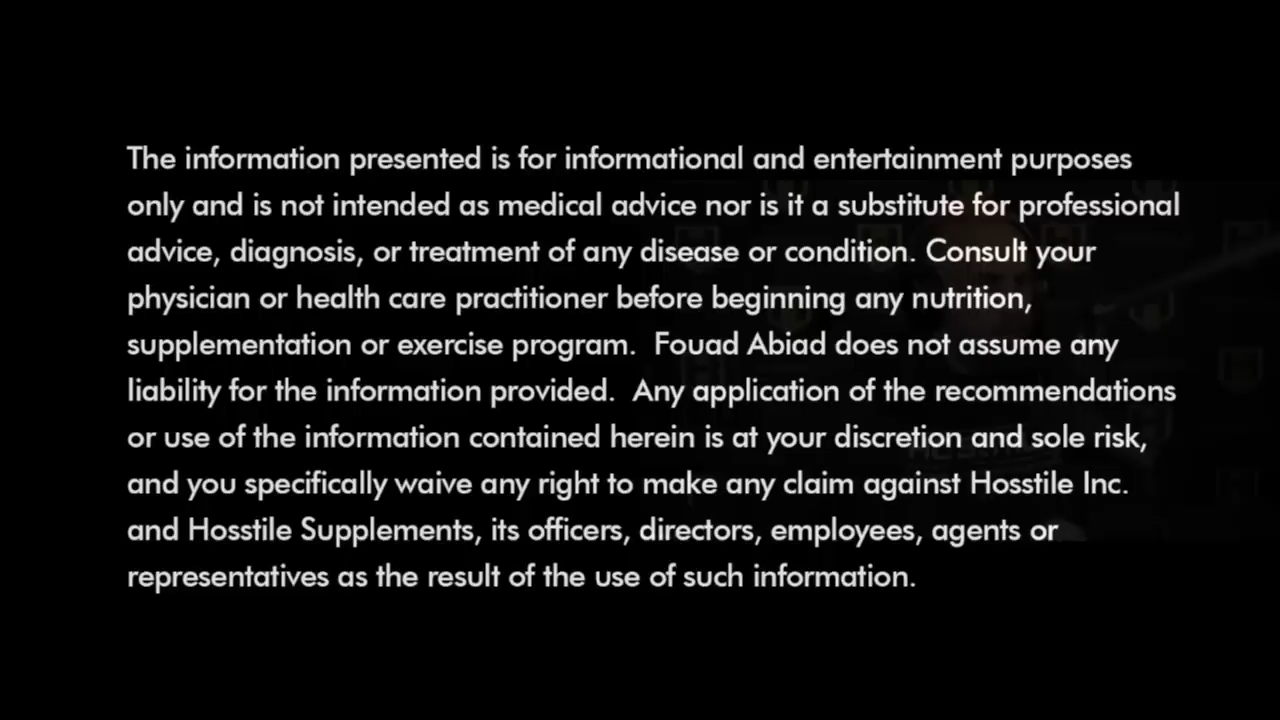 The information presented is for informational and entertainment purposes
only and is not intended as medical advice nor is it a substitute for professional
advice, diagnosis, or treatment of any disease or condition. Consult your
physician or health care practitioner before beginning any nutrition,
supplementation or exercise program.  Fouad Abiad does not assume any
liability for the information provided.  Any application of the recommendations
or use of the information contained herein is at your discretion and sole risk,
and you specifically waive any right to make any claim against Hosstile Inc.
and Hosstile Supplements, its officers, directors, employees, agents or
representatives as the result of the use of such information.